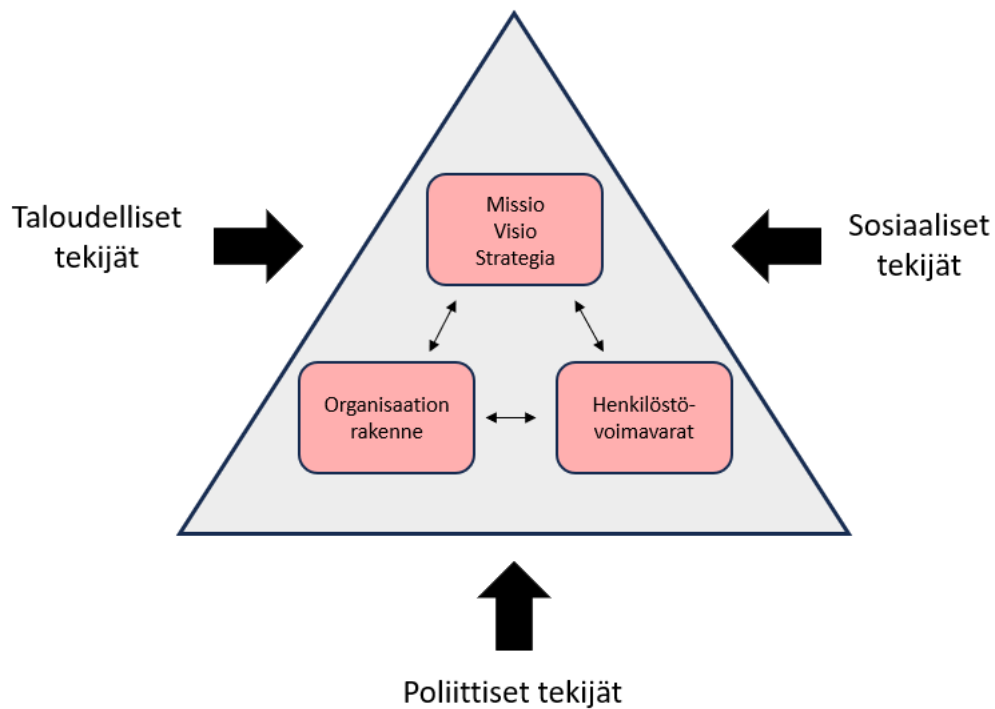 Missio
Visio
Strategia
Taloudelliset
tekijät
Sosiaaliset
tekijät
Organisaation
rakenne
Henkilöstö-
voimavarat
Poliittiset tekijät